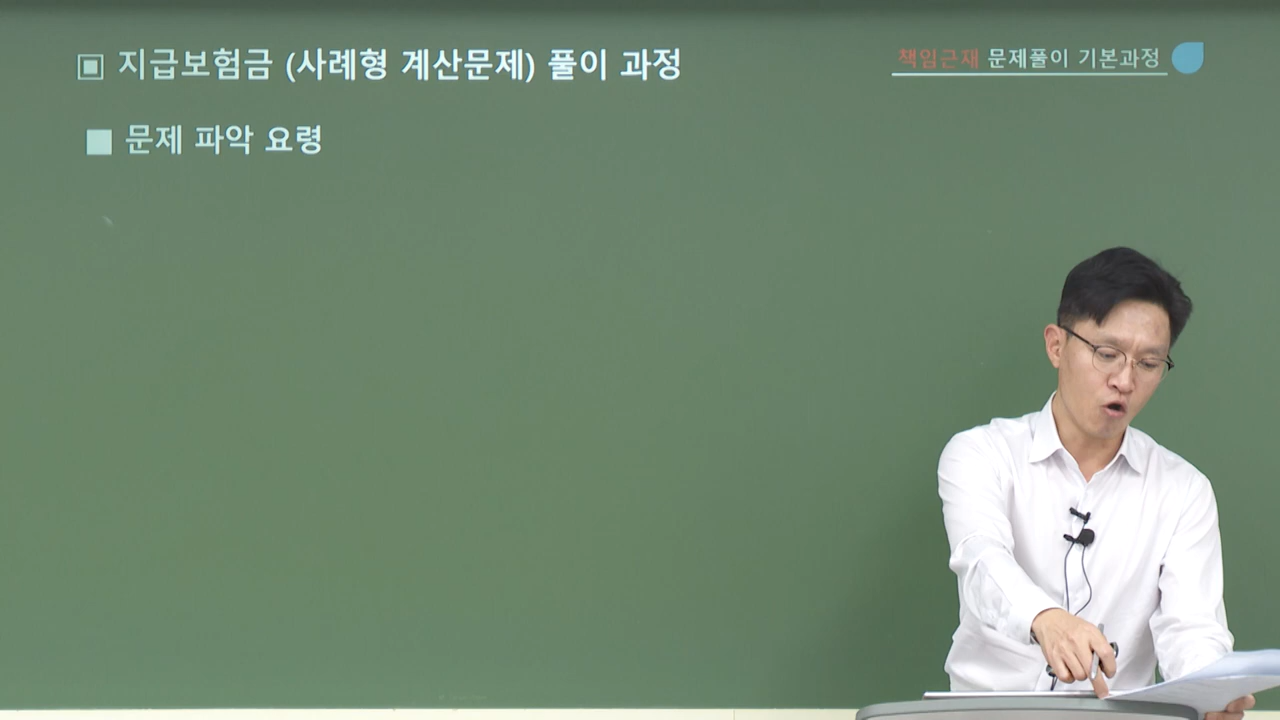 ▣ 지급보험금 (사례형 계산문제) 풀이 과정
책임근재 문제풀이 기본과정
■ 문제 파악 요령